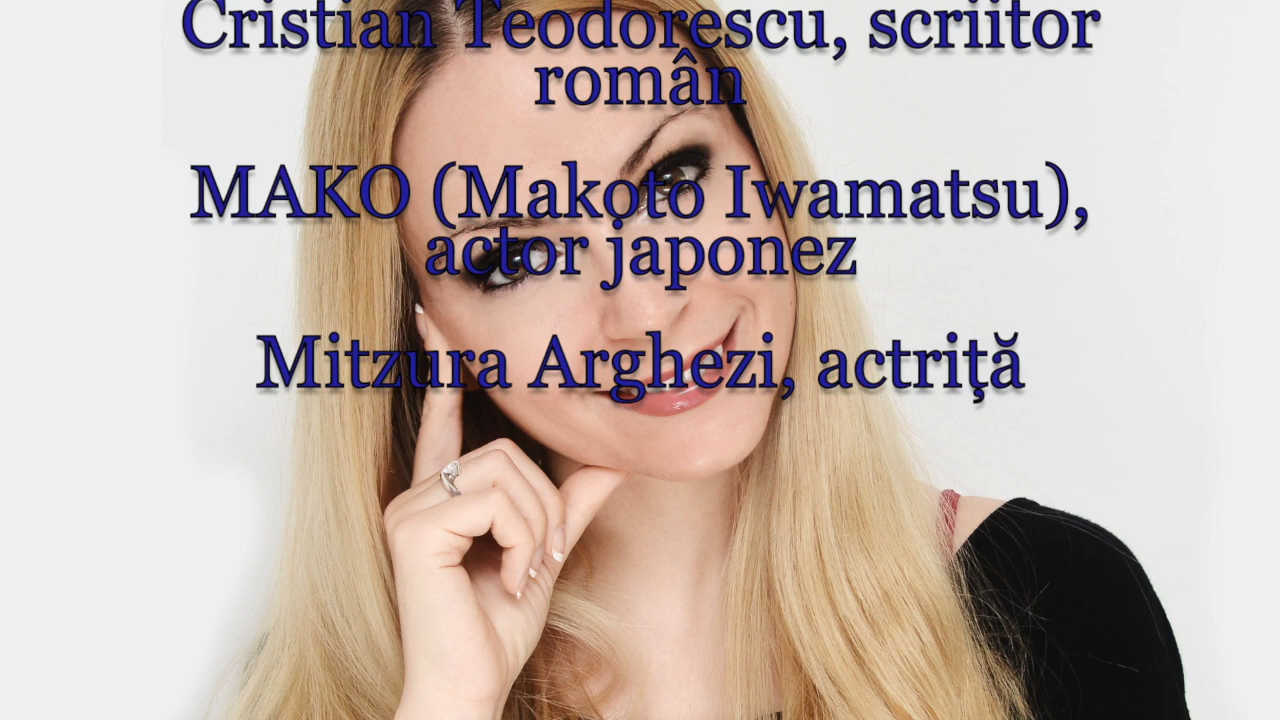 Cristian Teodorescu, scriitor
român
MAKO (Makoto Iwamatsu),
actor japonez
Mitzura Arghezi, actriță